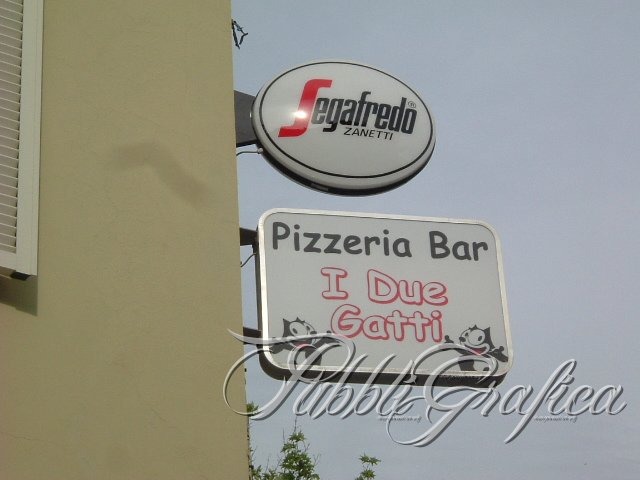 Segafredo®
ZANETTI
Pizzeria Bar
I Due
Gatti
PubbliGrafica